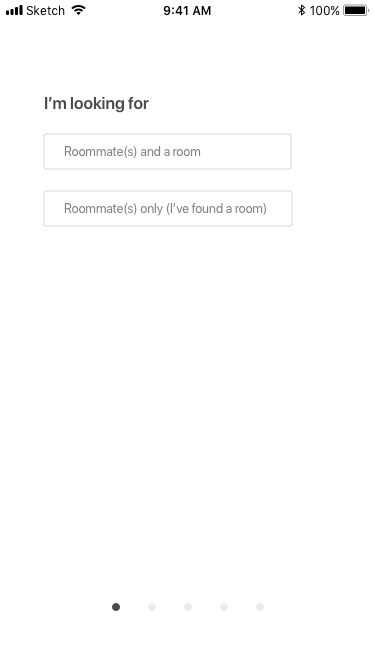 Sketch 9:41 AM 100%
I'm looking for
Roommate(s) and a room
Roommate(s) only (I've found a room)